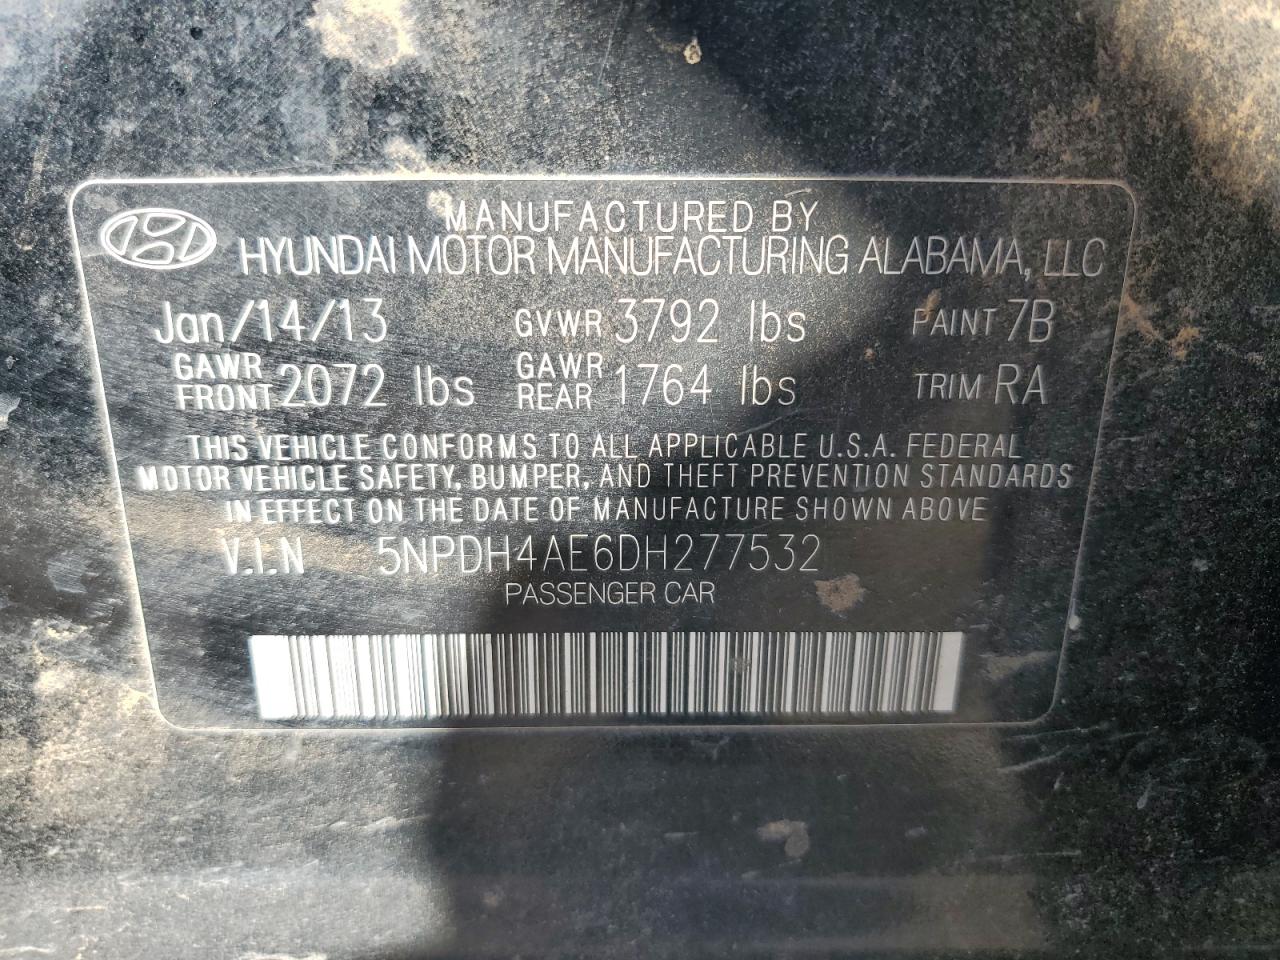 MANUFACTURED BY
HYUNDAI MOTOR MANUFACTURING ALABAMA, LLC
Jan/14/13 GVWR 3792 lbs PAINT 7B
GAWR FRONT 2072 lbs GAWR REAR 1764 lbs TRIM RA
THIS VEHICLE CONFORMS TO ALL APPLICABLE U.S.A. FEDERAL
MOTOR VEHICLE SAFETY, BUMPER, AND THEFT PREVENTION STANDARDS
IN EFFECT ON THE DATE OF MANUFACTURE SHOWN ABOVE
V.I.N 5NPDH4AE6DH277532
PASSENGER CAR